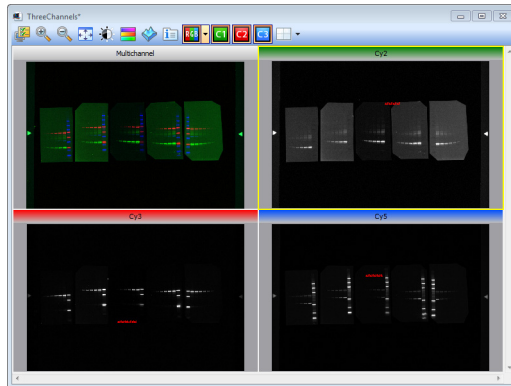 ThreeChannels*
RGB C1 C2 C3
Multichannel
Cy2
Cy3
Cy5